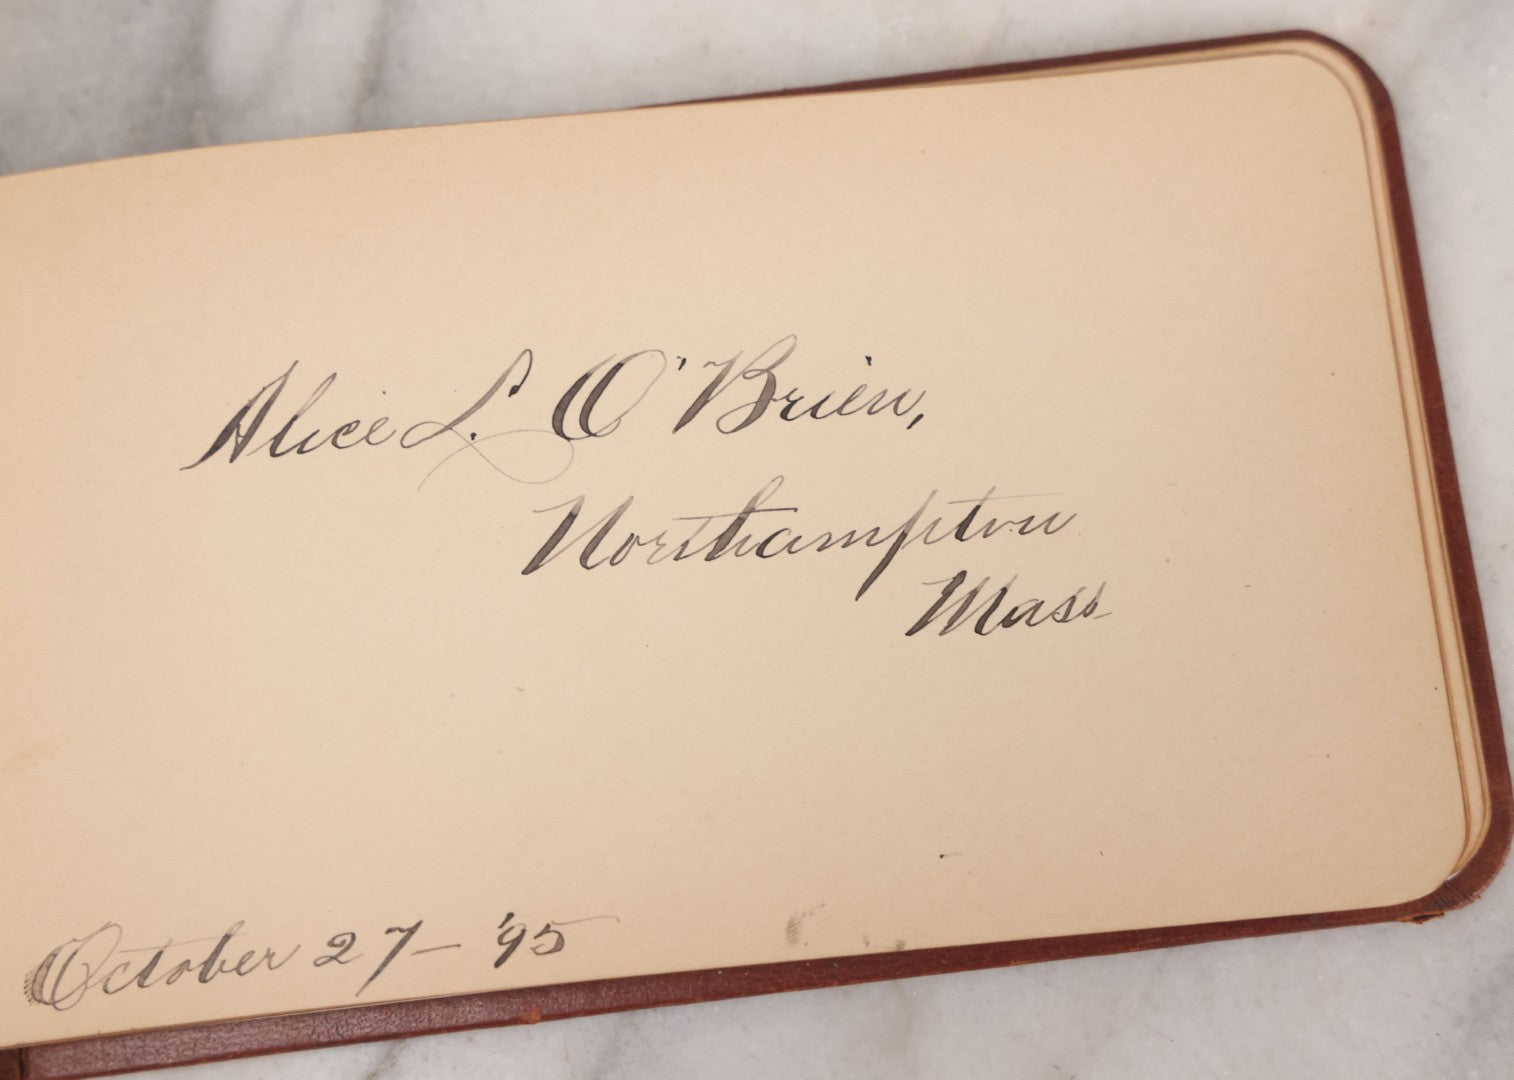 Alice L. O'Brien,
Northampton
Mass
October 27 — '95